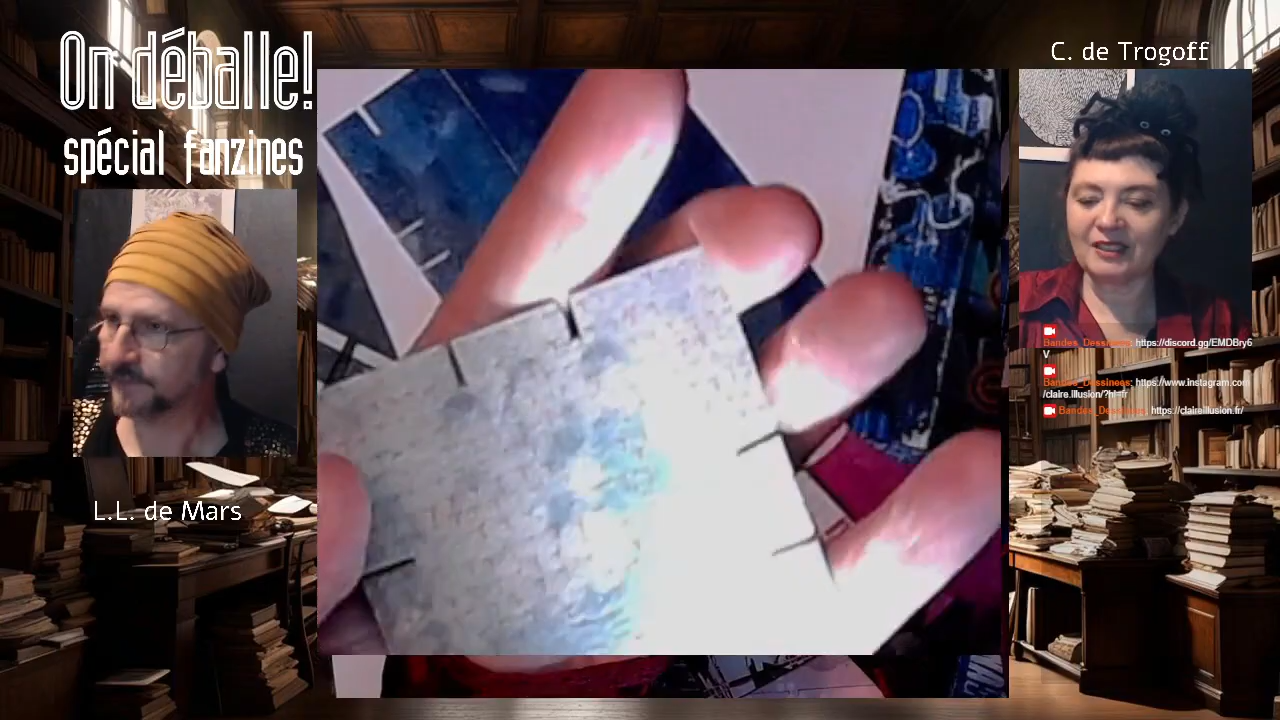 On déballe!
spécial fanzines
C. de Trogoff
L.L. de Mars
Bandes_Dessinees: https://discord.gg/EMDBry6
V
Bandes_Dessinees: https://www.instagram.com
/claire.illusion/?hl=fr
Bandes_Dessinees: https://claireillusion.fr/